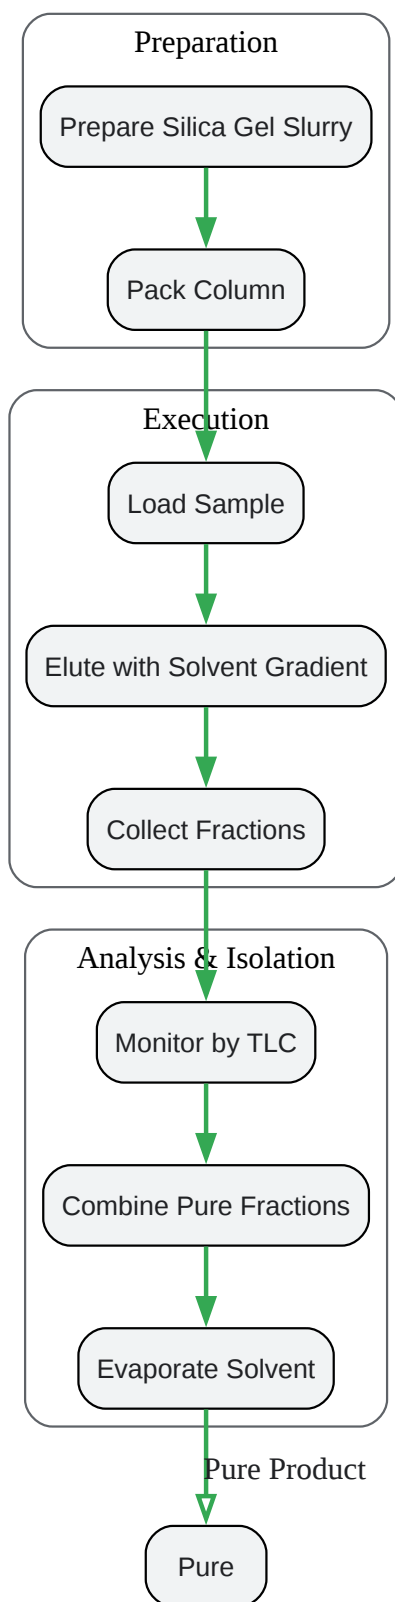 Preparation
Prepare Silica Gel Slurry
Pack Column
Execution
Load Sample
Elute with Solvent Gradient
Collect Fractions
Analysis & Isolation
Monitor by TLC
Combine Pure Fractions
Evaporate Solvent
Pure Product
Pure